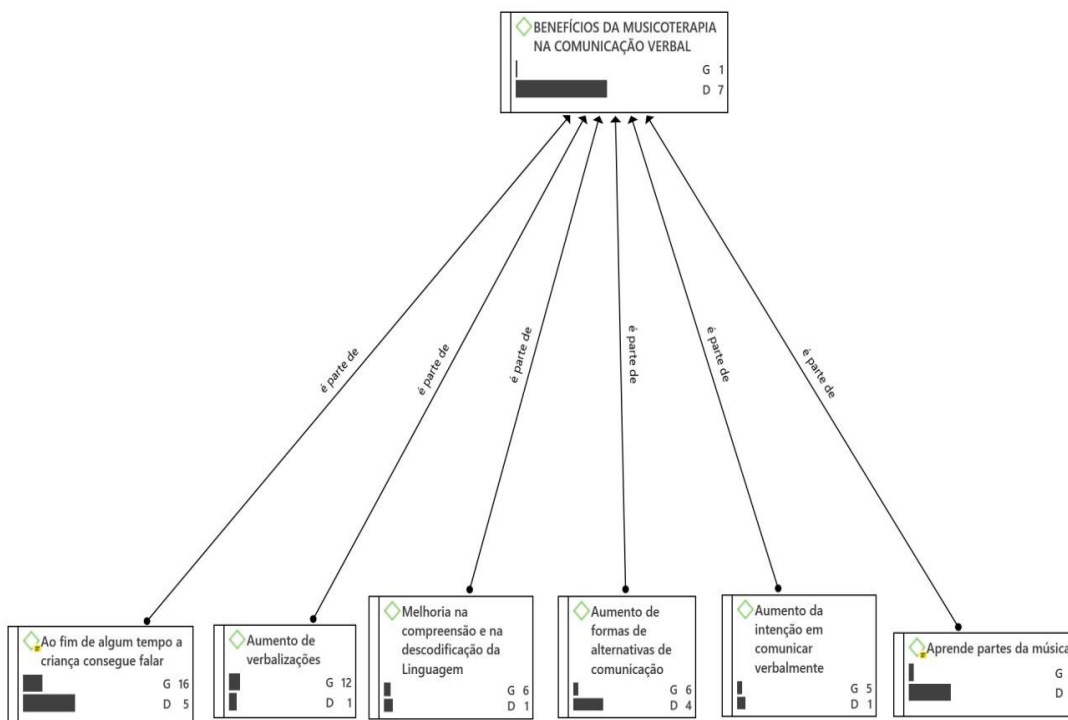 BENEFÍCIOS DA MUSICOTERAPIA
NA COMUNICAÇÃO VERBAL
G 1
D 7
é parte de
é parte de
é parte de
é parte de
é parte de
é parte de
Ao fim de algum tempo a
criança consegue falar
G 16
D 5
Aumento de
verbalizações
G 12
D 1
Melhoria na
compreensão e na
descodificação da
Linguagem
G 6
D 1
Aumento de
formas de
alternativas de
comunicação
G 6
D 4
Aumento da
intenção em
comunicar
verbalmente
G 5
D 1
Aprende partes da música
G
D